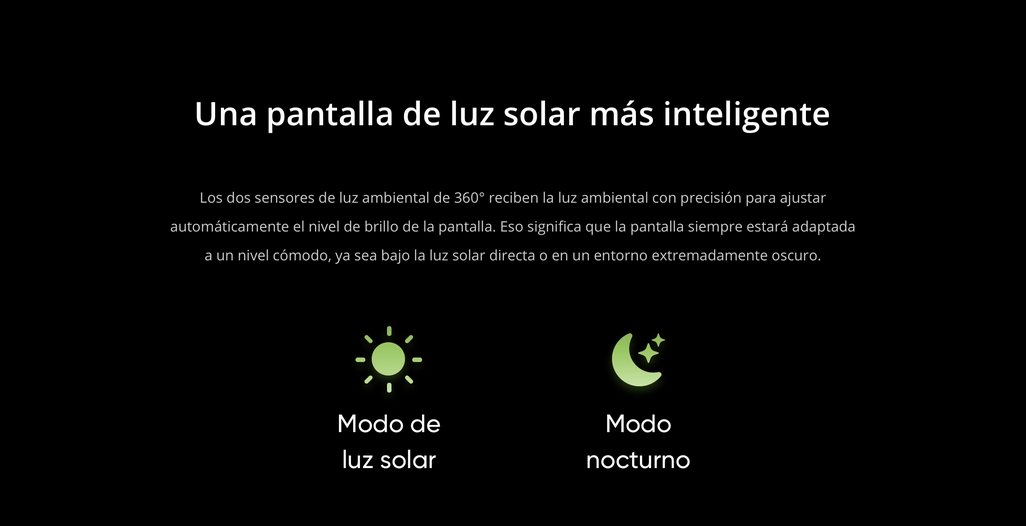 Una pantalla de luz solar más inteligente
Los dos sensores de luz ambiental de 360° reciben la luz ambiental con precisión para ajustar
automáticamente el nivel de brillo de la pantalla. Eso significa que la pantalla siempre estará adaptada
a un nivel cómodo, ya sea bajo la luz solar directa o en un entorno extremadamente oscuro.
Modo de
luz solar
Modo
nocturno